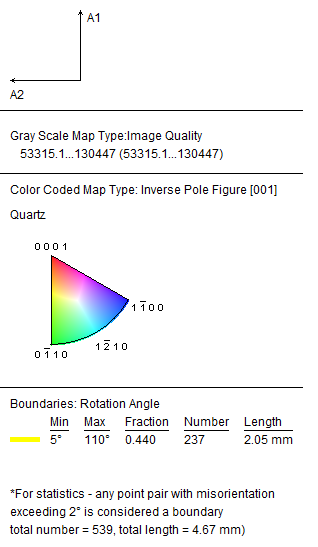 A1
A2
Gray Scale Map Type:Image Quality
53315.1...130447 (53315.1...130447)
Color Coded Map Type: Inverse Pole Figure [001]
Quartz
0 0 0 1
1 1̅ 0 0
1 2̅ 1 0
0 1̅ 1 0
Boundaries: Rotation Angle
Min Max Fraction Number Length
5° 110° 0.440 237 2.05 mm
*For statistics - any point pair with misorientation
exceeding 2° is considered a boundary
total number = 539, total length = 4.67 mm)